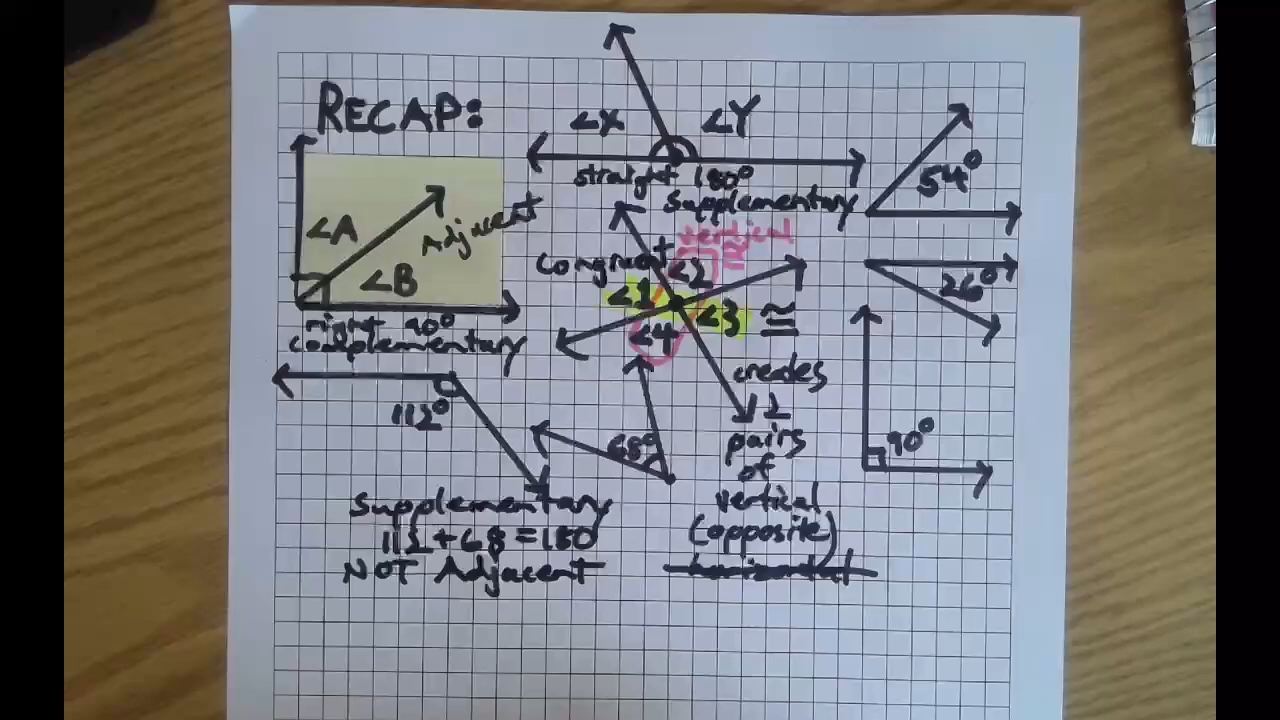 RECAP:
∠X ∠Y
straight 180°
Supplementary
∠A
∠B
Adjacent
right 90°
complementary
vertical
≅
congruent
∠2
∠1
∠3 ≅
∠4
creates
2
pairs
of
vertical
(opposite)
horizontal
112°
68°
Supplementary
112+68=180
NOT Adjacent
54°
26°
90°